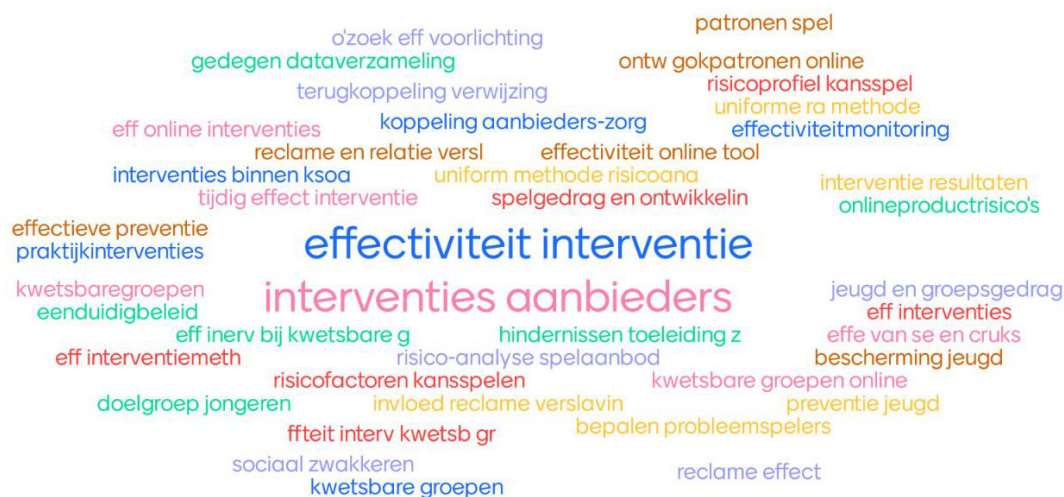 patronen spel
o'zoek eff voorlichting
gedegen dataverzameling
ontw gokpatronen online
risicoprofiel kansspel
terugkoppeling verwijzing
uniforme ra methode
eff online interventies
koppeling aanbieders-zorg
effectiviteitmonitoring
reclame en relatie versl
effectiviteit online tool
interventies binnen ksoa
uniform methode risicoana
interventie resultaten
tijdig effect interventie
spelgedrag en ontwikkelin
onlineproductrisico's
effectieve preventie
effectiviteit interventie
praktijkinterventies
kwetsbaregroepen
interventies aanbieders
jeugd en groepsgedrag
eenduidigbeleid
eff interventies
eff inerv bij kwetsbare g
hindernissen toeleiding z
effe van se en cruks
eff interventiemeth
risico-analyse spelaanbod
bescherming jeugd
risicofactoren kansspelen
kwetsbare groepen online
doelgroep jongeren
invloed reclame verslavin
preventie jeugd
ffteit interv kwetsb gr
bepalen probleemspelers
sociaal zwakkeren
reclame effect
kwetsbare groepen